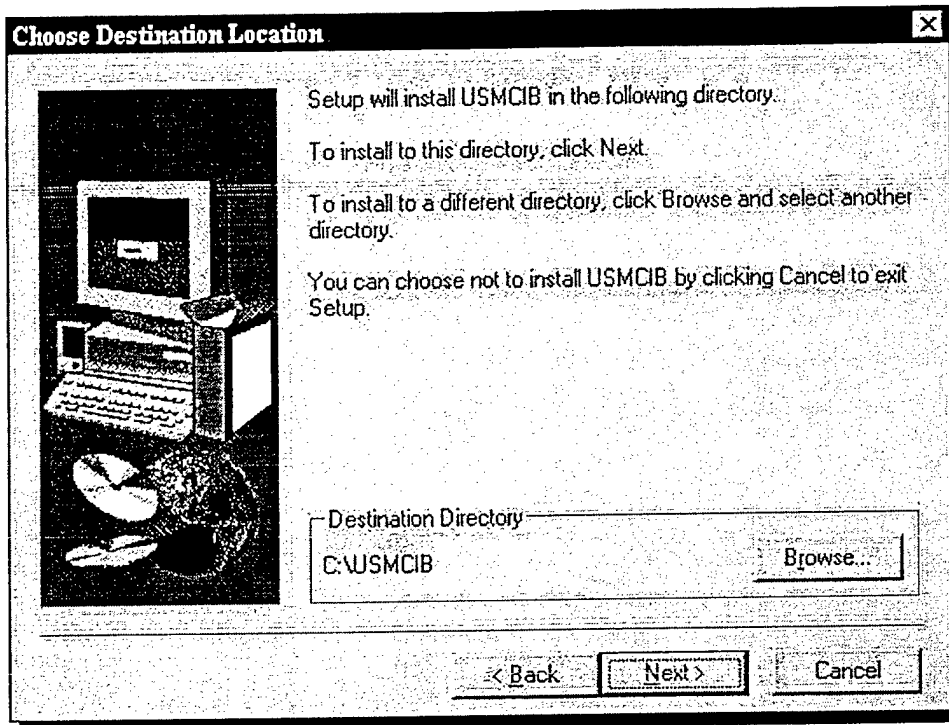 Choose Destination Location
Setup will install USMCIB in the following directory.
To install to this directory, click Next.
To install to a different directory, click Browse and select another
directory.
You can choose not to install USMCIB by clicking Cancel to exit
Setup.
Destination Directory
C:\USMCIB
Browse...
< Back
Next >
Cancel